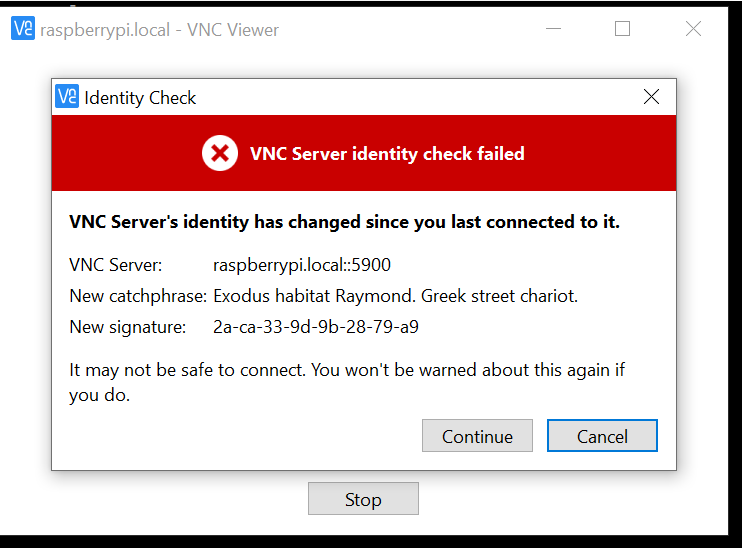 raspberrypi.local - VNC Viewer
Identity Check
VNC Server identity check failed
VNC Server's identity has changed since you last connected to it.
VNC Server: raspberrypi.local::5900
New catchphrase: Exodus habitat Raymond. Greek street chariot.
New signature: 2a-ca-33-9d-9b-28-79-a9
It may not be safe to connect. You won't be warned about this again if
you do.
Continue Cancel
Stop